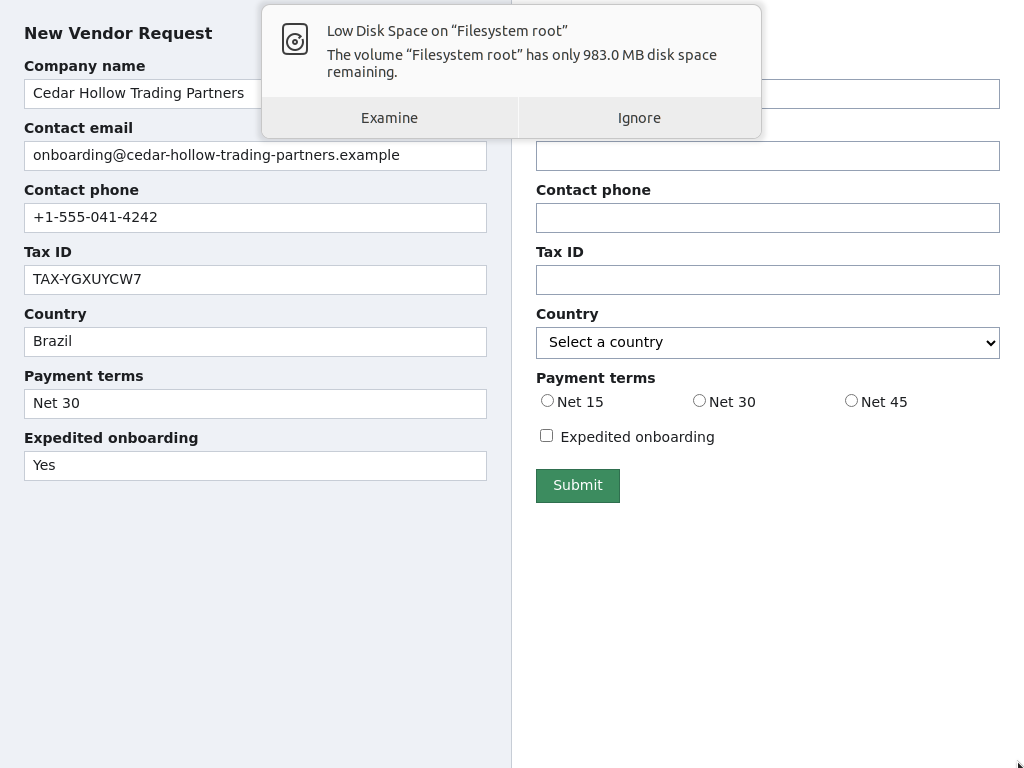 Low Disk Space on “Filesystem root”
The volume “Filesystem root” has only 983.0 MB disk space
remaining.
Examine
Ignore
New Vendor Request
Company name
Cedar Hollow Trading Partners
Contact email
onboarding@cedar-hollow-trading-partners.example
Contact phone
+1-555-041-4242
Tax ID
TAX-YGXUYCW7
Country
Brazil
Payment terms
Net 30
Expedited onboarding
Yes
Contact phone
Tax ID
Country
Select a country
Payment terms
Net 15
Net 30
Net 45
Expedited onboarding
Submit